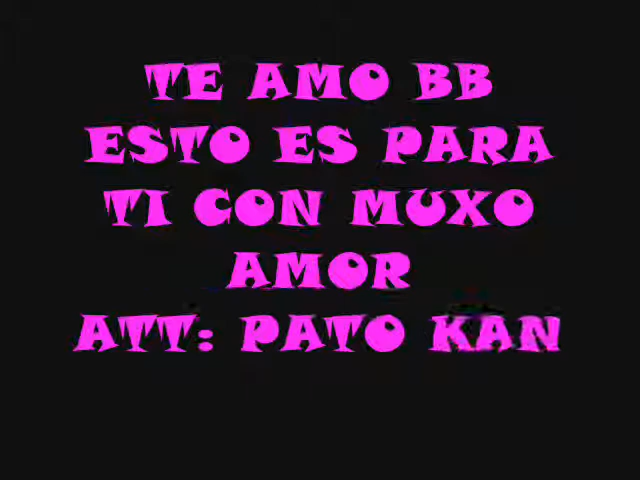 TE AMO BB
ESTO ES PARA
TI CON MUXO
AMOR
ATT: PATO KAN